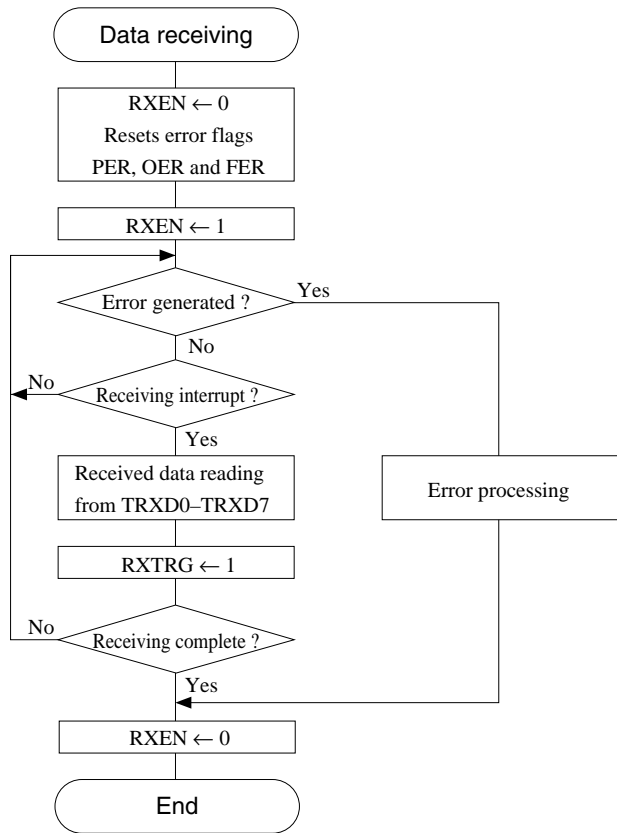 Data receiving
RXEN ← 0
Resets error flags
PER, OER and FER
RXEN ← 1
Error generated ?
Yes
No
No
Receiving interrupt ?
Yes
Received data reading
from TRXD0–TRXD7
Error processing
RXTRG ← 1
No
Receiving complete ?
Yes
RXEN ← 0
End